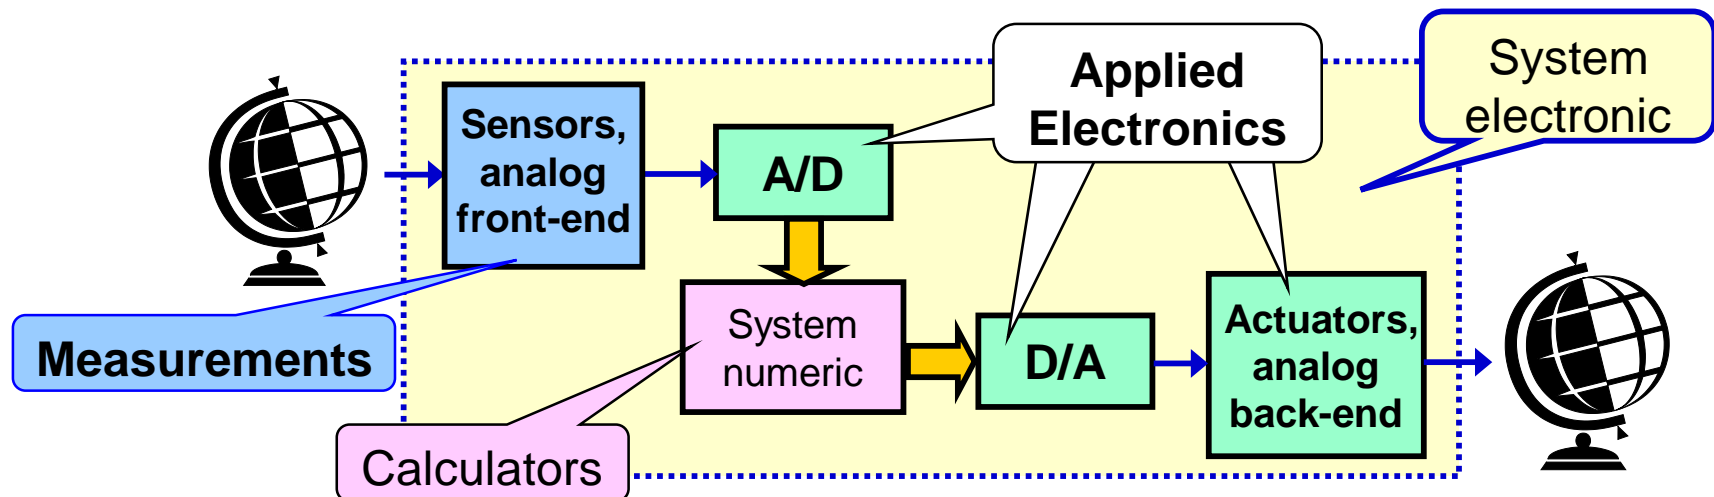 System
electronic
Applied
Electronics
Sensors,
analog
front-end
A/D
Measurements
System
numeric
D/A
Actuators,
analog
back-end
Calculators